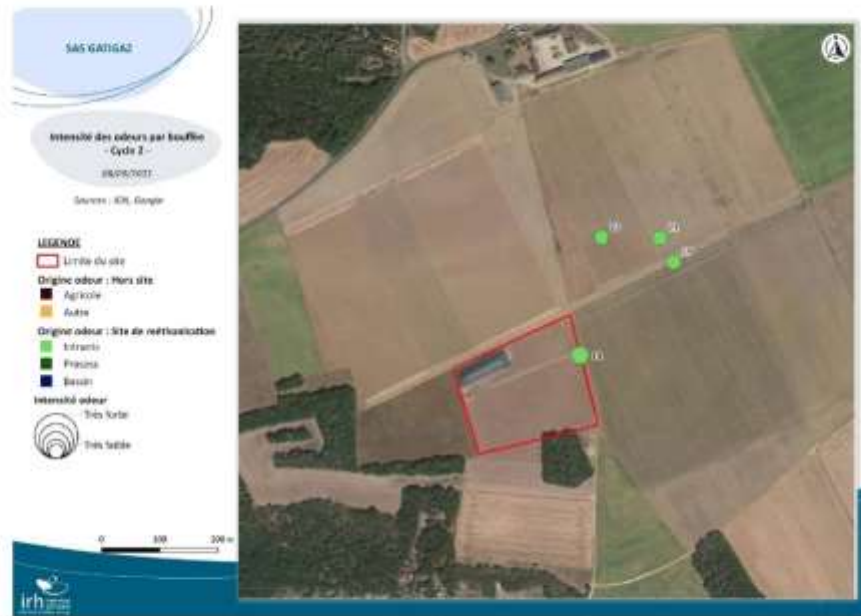 SAS GATIGAZ
Intensité des odeurs par bouffée
- Cycle 2 -
Sources : IGN, Google
LEGENDE
Limite du site
Origine odeur : Hors site
Agricole
Autre
Origine odeur : Site de méthanisation
Intrants
Process
Bassin
Intensité odeur
Très forte
Très faible
0 100 200 m
irh